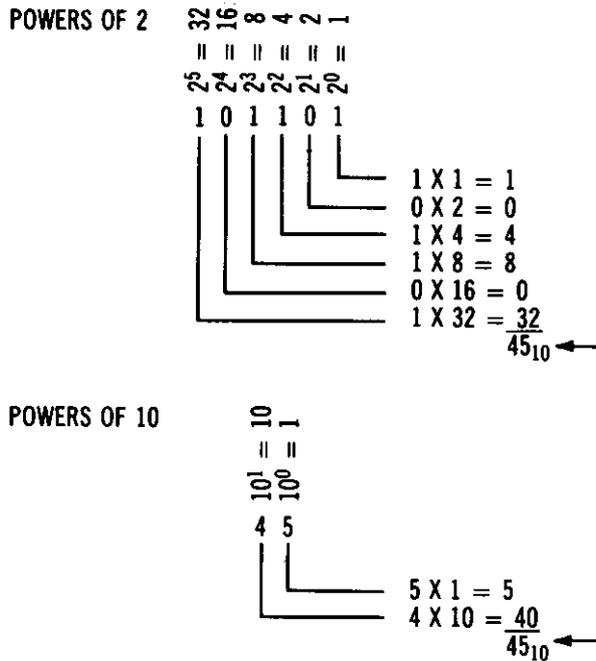 POWERS OF 2
2⁵ = 32
2⁴ = 16
2³ = 8
2² = 4
2¹ = 2
2⁰ = 1
1 0 1 1 0 1
1 X 1 = 1
0 X 2 = 0
1 X 4 = 4
1 X 8 = 8
0 X 16 = 0
1 X 32 = 32
45₁₀
POWERS OF 10
10¹ = 10
10⁰ = 1
4 5
5 X 1 = 5
4 X 10 = 40
45₁₀